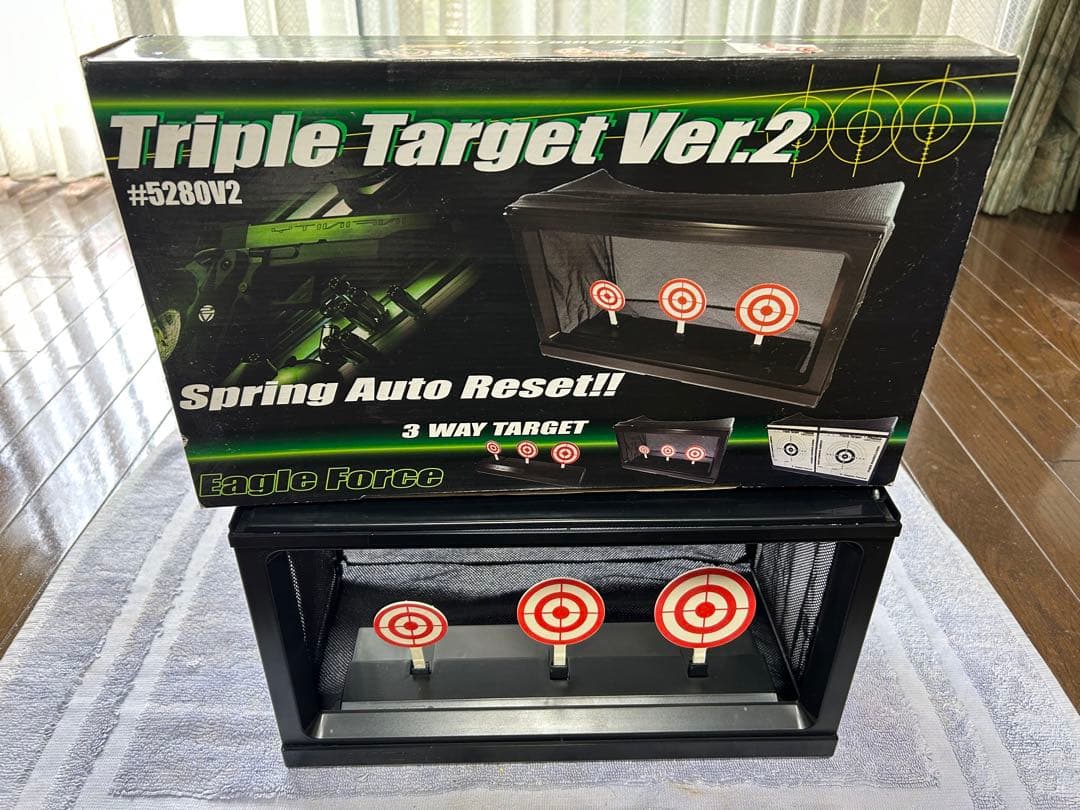 Triple Target Ver.2
#5280V2
Spring Auto Reset!!
3 WAY TARGET
Eagle Force